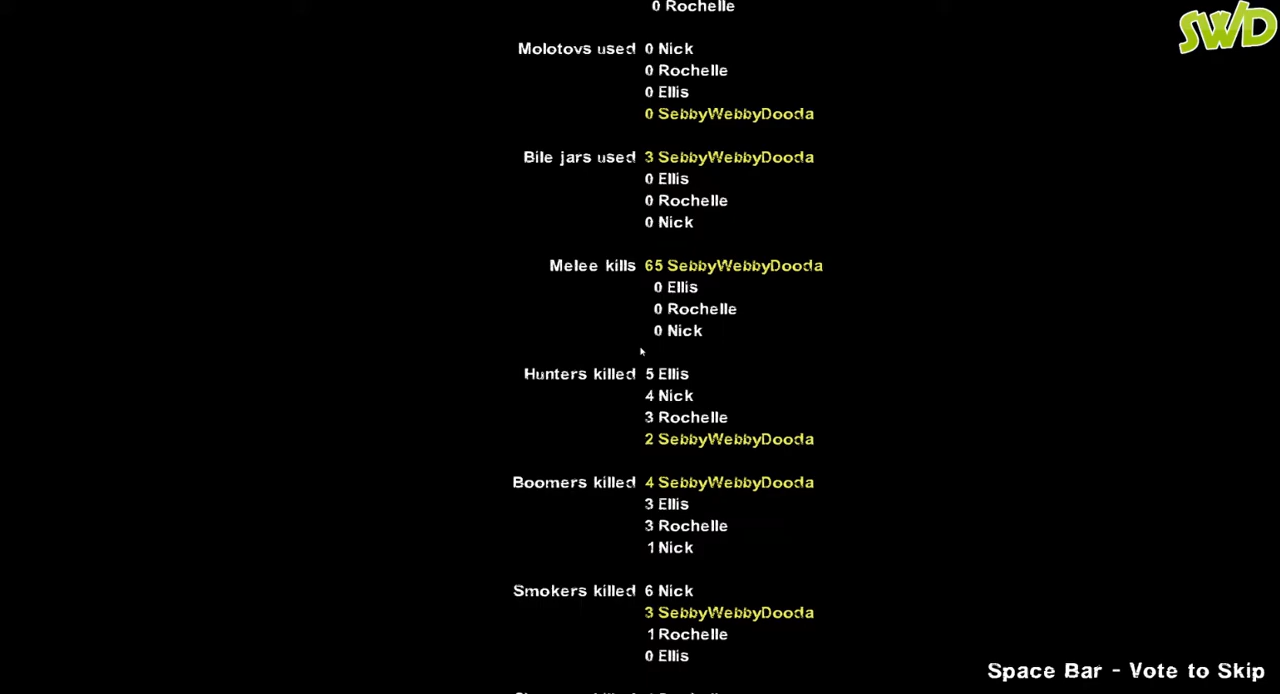 0 Rochelle
SWD
Molotovs used 0 Nick
0 Rochelle
0 Ellis
0 SebbyWebbyDooda
Bile jars used 3 SebbyWebbyDooda
0 Ellis
0 Rochelle
0 Nick
Melee kills 65 SebbyWebbyDooda
0 Ellis
0 Rochelle
0 Nick
Hunters killed 5 Ellis
4 Nick
3 Rochelle
2 SebbyWebbyDooda
Boomers killed 4 SebbyWebbyDooda
3 Ellis
3 Rochelle
1 Nick
Smokers killed 6 Nick
3 SebbyWebbyDooda
1 Rochelle
0 Ellis
Space Bar - Vote to Skip